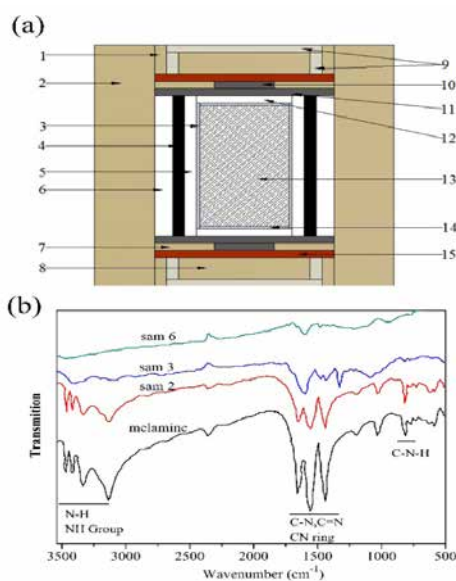 (a)
1
2
3
4
5
6
7
8
9
10
11
12
13
14
15
(b)
sam 6
sam 3
sam 2
melamine
C-N-H
N-H
NH Group
C-N,C=N
CN ring
Transmition
3500 3000 2500 2000 1500 1000 500
Wavenumber (cm-1)